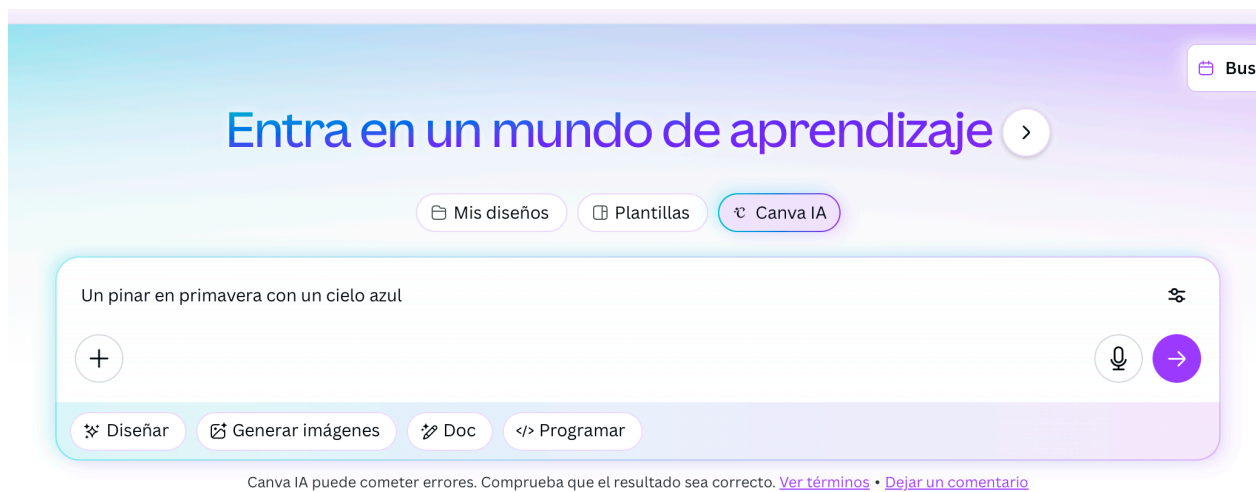 Bus
Entra en un mundo de aprendizaje
Mis diseños
Plantillas
Canva IA
Un pinar en primavera con un cielo azul
Diseñar
Generar imágenes
Doc
</> Programar
Canva IA puede cometer errores. Comprueba que el resultado sea correcto. Ver términos • Dejar un comentario